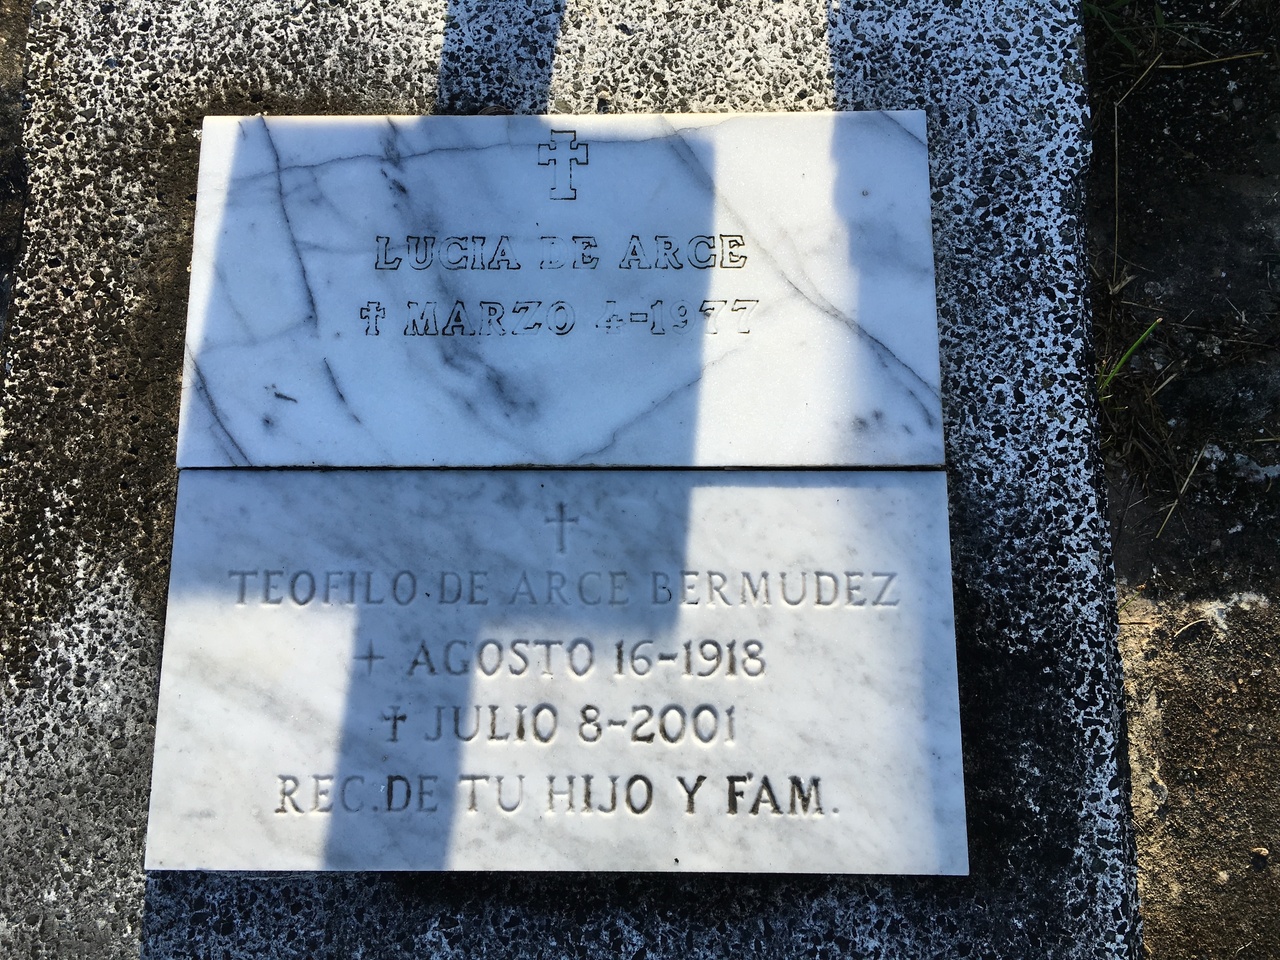 LUCIA DE ARCE
✝ MARZO 4-1977
TEOFILO DE ARCE BERMUDEZ
+ AGOSTO 16-1918
✝ JULIO 8-2001
REC. DE TU HIJO Y FAM.